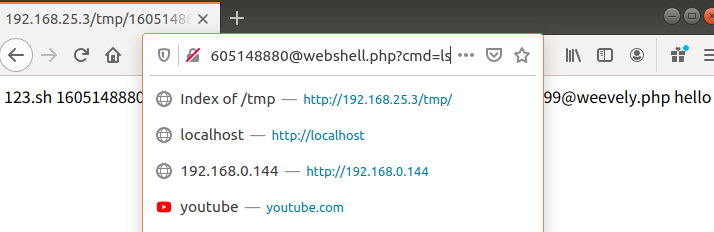 192.168.25.3/tmp/16051488
605148880@webshell.php?cmd=ls
123.sh 1605148880
99@weevely.php hello
Index of /tmp — http://192.168.25.3/tmp/
localhost — http://localhost
192.168.0.144 — http://192.168.0.144
youtube — youtube.com